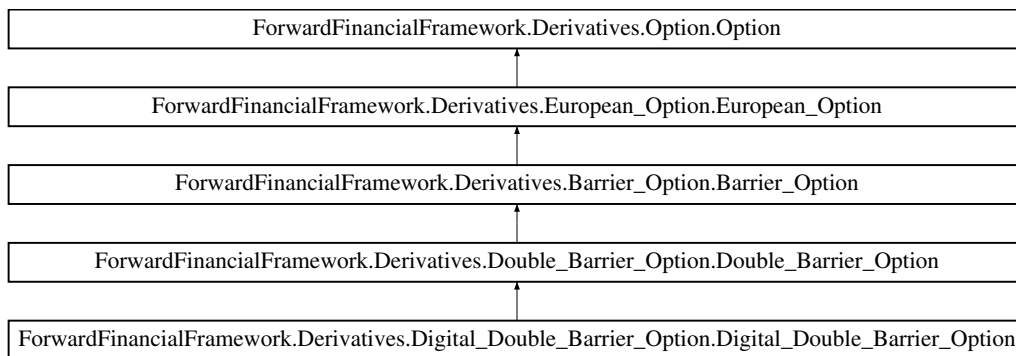 ForwardFinancialFramework.Derivatives.Option.Option
ForwardFinancialFramework.Derivatives.European_Option.European_Option
ForwardFinancialFramework.Derivatives.Barrier_Option.Barrier_Option
ForwardFinancialFramework.Derivatives.Double_Barrier_Option.Double_Barrier_Option
ForwardFinancialFramework.Derivatives.Digital_Double_Barrier_Option.Digital_Double_Barrier_Option